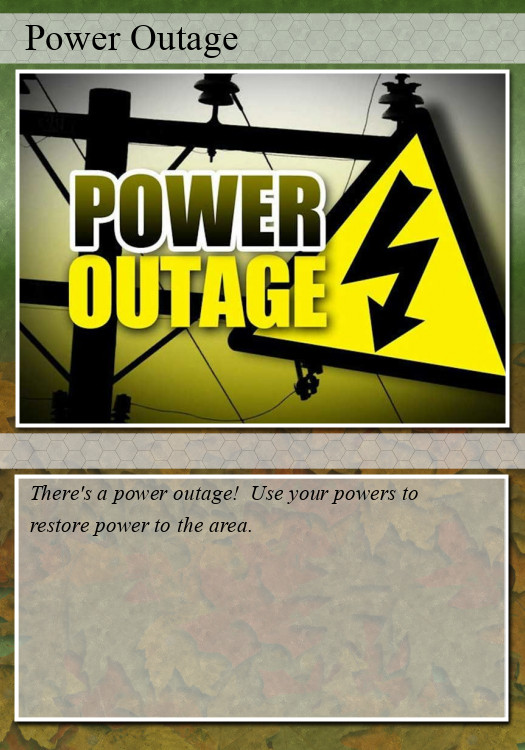 Power Outage
POWER
OUTAGE
There's a power outage!  Use your powers to
restore power to the area.